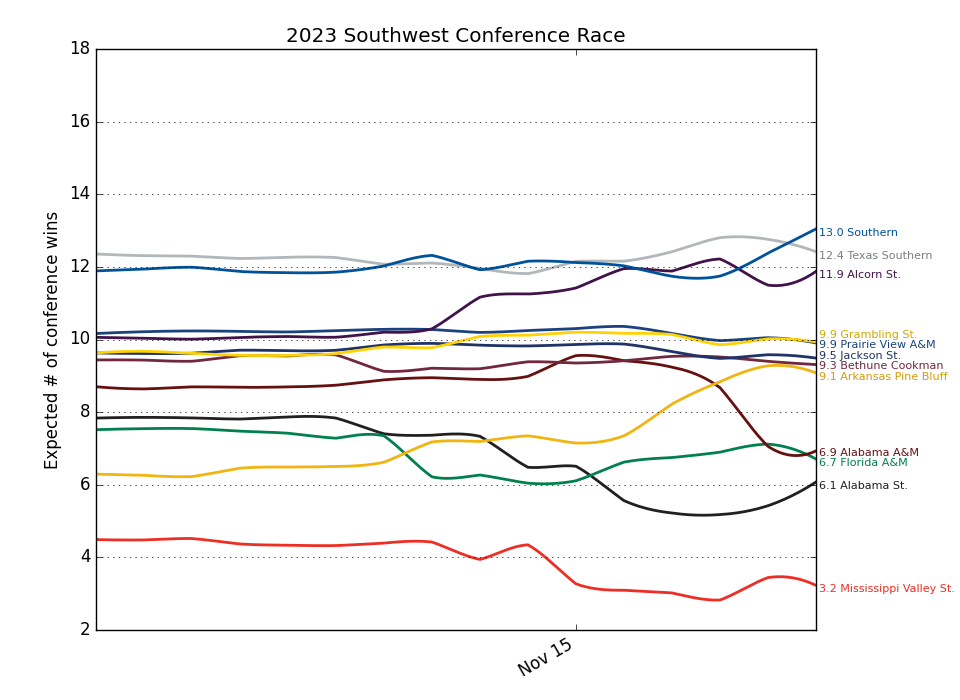 2023 Southwest Conference Race
Expected # of conference wins
18
16
14
12
10
8
6
4
2
Nov 15
13.0 Southern
12.4 Texas Southern
11.9 Alcorn St.
9.9 Grambling St.
9.9 Prairie View A&M
9.5 Jackson St.
9.3 Bethune Cookman
9.1 Arkansas Pine Bluff
6.9 Alabama A&M
6.7 Florida A&M
6.1 Alabama St.
3.2 Mississippi Valley St.